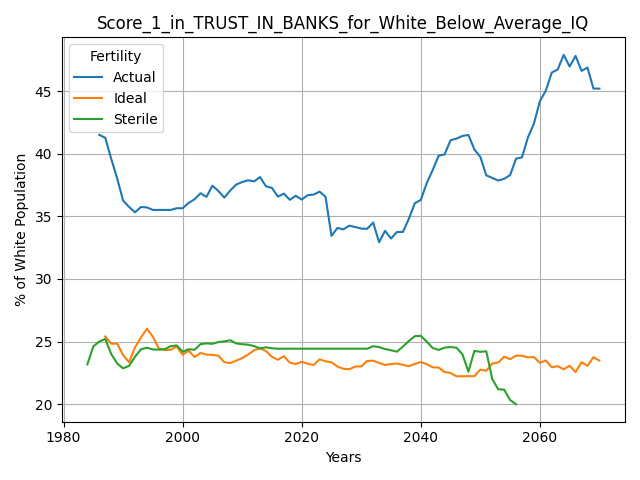 Score_1_in_TRUST_IN_BANKS_for_White_Below_Average_IQ
Fertility
Actual
Ideal
Sterile
% of White Population
45
40
35
30
25
20
1980
2000
2020
2040
2060
Years